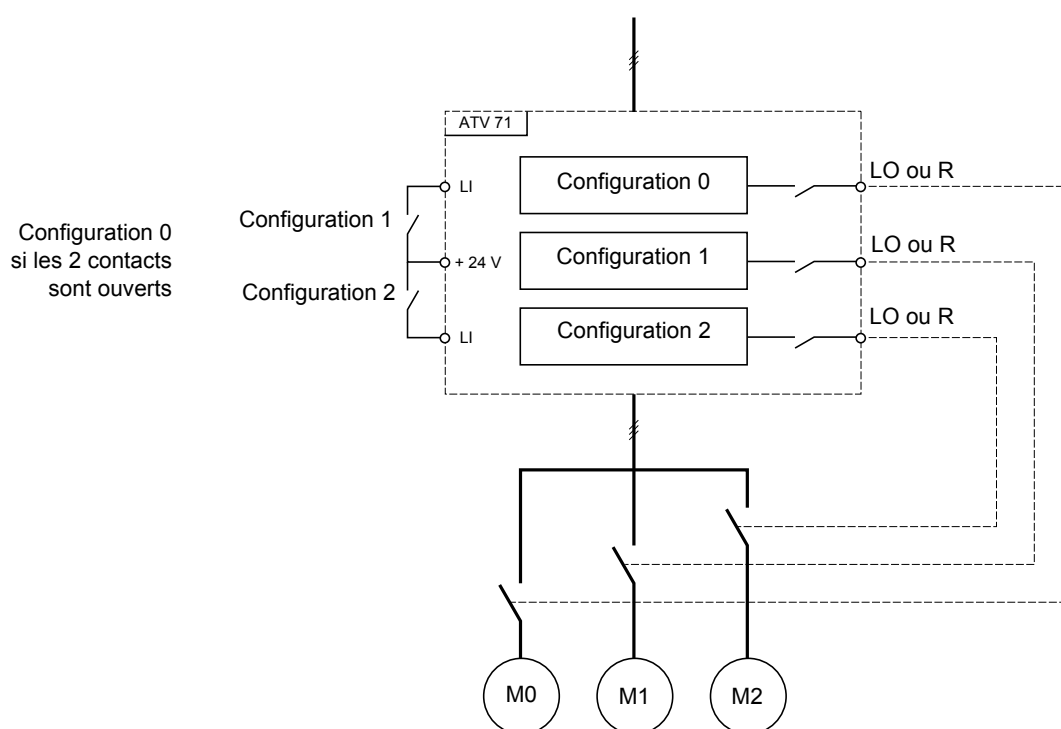 ATV 71
Configuration 0
LO ou R
LI
Configuration 1
Configuration 0
si les 2 contacts
sont ouverts
Configuration 1
LO ou R
+ 24 V
Configuration 2
Configuration 2
LO ou R
LI
M0
M1
M2